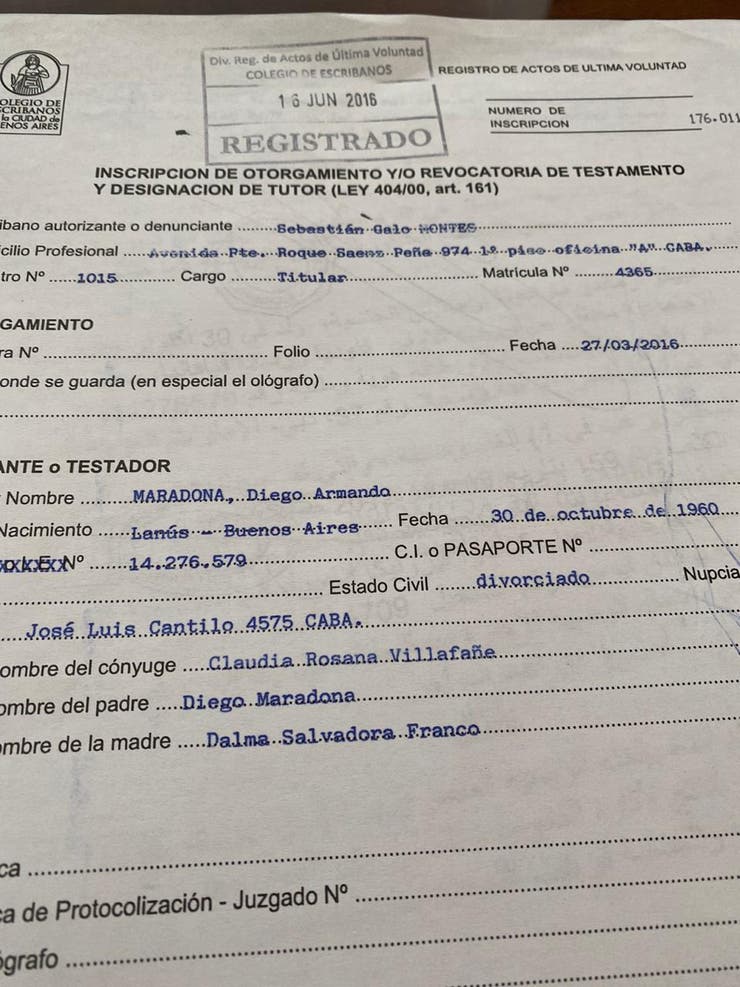 Div. Reg. de Actos de Última Voluntad
COLEGIO DE ESCRIBANOS
16 JUN 2016
REGISTRADO
REGISTRO DE ACTOS DE ULTIMA VOLUNTAD
NUMERO DE
INSCRIPCION
176.011
OLEGIO DE
SCRIBANOS
la CIUDAD de
ENOS AIRES
INSCRIPCION DE OTORGAMIENTO Y/O REVOCATORIA DE TESTAMENTO
Y DESIGNACION DE TUTOR (LEY 404/00, art. 161)
ibano autorizante o denunciante Sebastián Galo MONTES
icilio Profesional Avenida Pte. Roque Saenz Peña 974 1º piso oficina "A" CABA.
tro Nº 1015 Cargo Titular Matrícula Nº 4365
GAMIENTO
ra Nº Folio Fecha 27/03/2016
onde se guarda (en especial el ológrafo)
ANTE o TESTADOR
Nombre MARADONA, Diego Armando
Nacimiento Lanús - Buenos Aires Fecha 30 de octubre de 1960
Nº 14.276.579 C.I. o PASAPORTE Nº
Estado Civil divorciado Nupcia
José Luis Cantilo 4575 CABA.
ombre del cónyuge Claudia Rosana Villafañe
ombre del padre Diego Maradona
ombre de la madre Dalma Salvadora Franco
ca
ca de Protocolización - Juzgado Nº
ógrafo